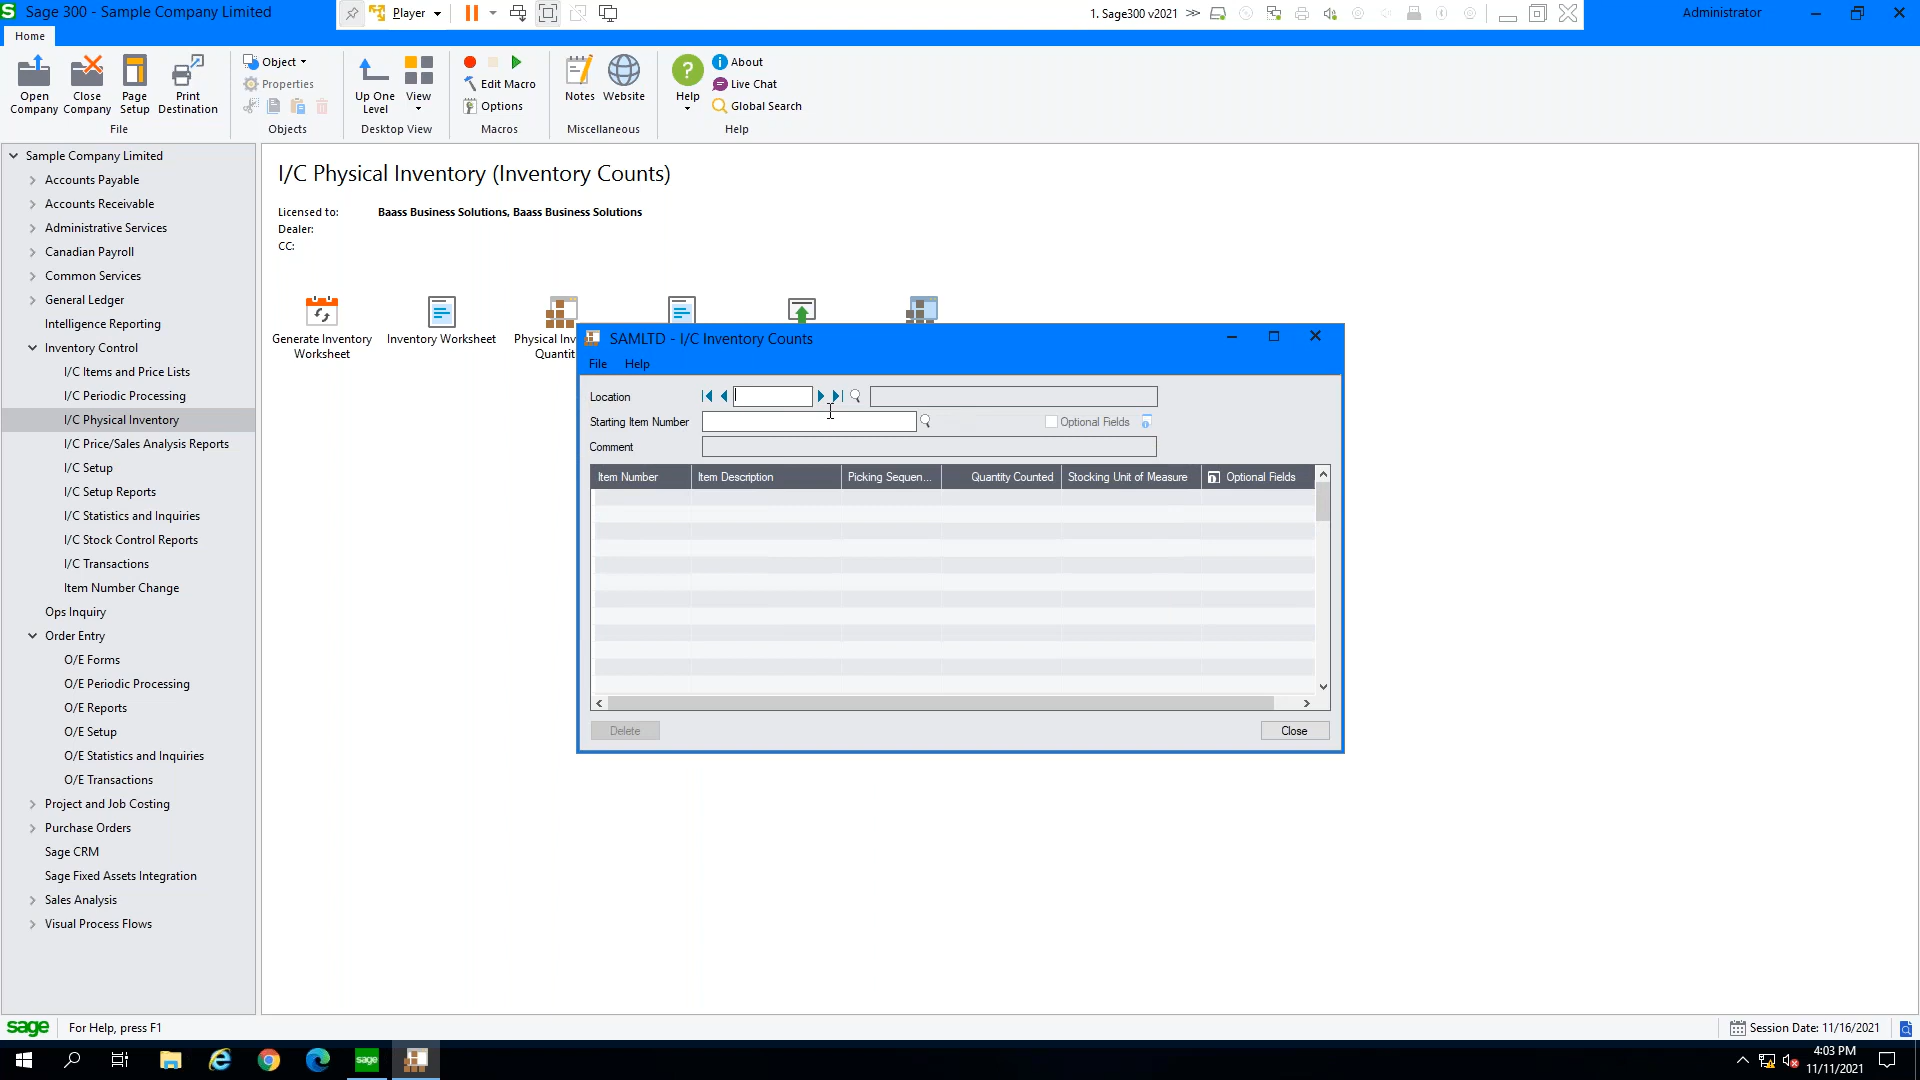 S Sage 300 - Sample Company Limited
Player
1. Sage300 v2021
Administrator
Home
Open Company
Close Company
Page Setup
Print Destination
File
Object
Properties
Objects
Up One Level
View
Desktop View
Edit Macro
Options
Macros
Notes
Website
Miscellaneous
Help
About
Live Chat
Global Search
Help
Sample Company Limited
Accounts Payable
Accounts Receivable
Administrative Services
Canadian Payroll
Common Services
General Ledger
Intelligence Reporting
Inventory Control
I/C Items and Price Lists
I/C Periodic Processing
I/C Physical Inventory
I/C Price/Sales Analysis Reports
I/C Setup
I/C Setup Reports
I/C Statistics and Inquiries
I/C Stock Control Reports
I/C Transactions
Item Number Change
Ops Inquiry
Order Entry
O/E Forms
O/E Periodic Processing
O/E Reports
O/E Setup
O/E Statistics and Inquiries
O/E Transactions
Project and Job Costing
Purchase Orders
Sage CRM
Sage Fixed Assets Integration
Sales Analysis
Visual Process Flows
I/C Physical Inventory (Inventory Counts)
Licensed to: Baass Business Solutions, Baass Business Solutions
Dealer:
CC:
Generate Inventory Worksheet
Inventory Worksheet
Physical Inv
Quantit
SAMLTD - I/C Inventory Counts
File Help
Location
Starting Item Number
Optional Fields
Comment
Item Number Item Description Picking Sequen... Quantity Counted Stocking Unit of Measure Optional Fields
Delete
Close
sage For Help, press F1
Session Date: 11/16/2021
sage
4:03 PM
11/11/2021